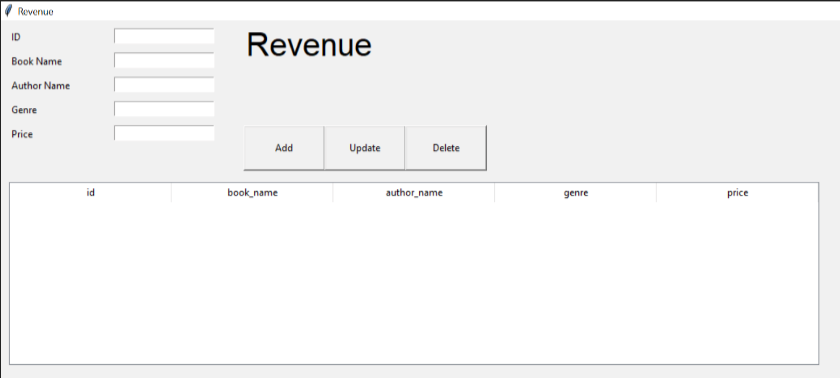 Revenue
ID
Revenue
Book Name
Author Name
Genre
Price
Add Update Delete
id book_name author_name genre price